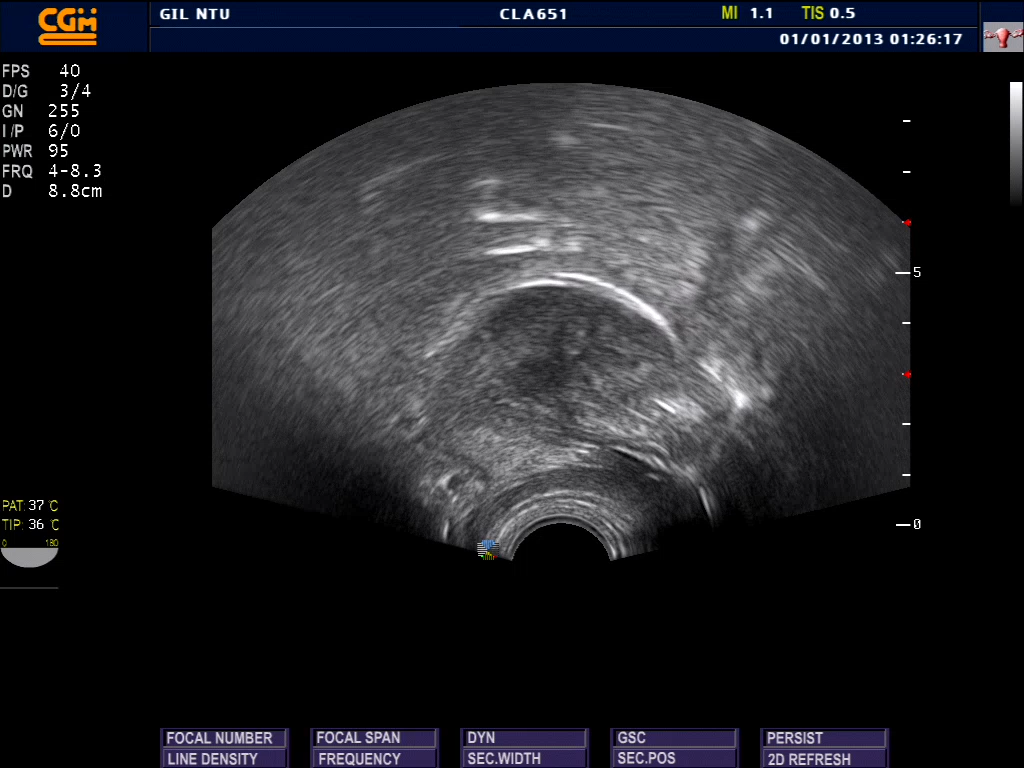 CGM
GIL NTU CLA651 MI 1.1 TIS 0.5
01/01/2013 01:26:17
FPS 40
D/G 3/4
GN 255
I/P 6/0
PWR 95
FRQ 4-8.3
D 8.8cm
5
PAT: 37 °C
TIP: 36 °C
0 180
0
FOCAL NUMBER FOCAL SPAN DYN GSC PERSIST
LINE DENSITY FREQUENCY SEC.WIDTH SEC.POS 2D REFRESH